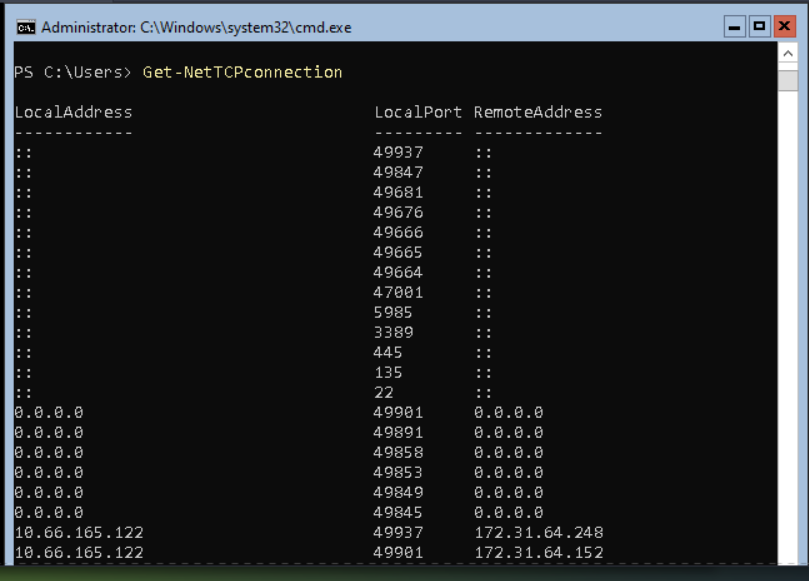 Administrator: C:\Windows\system32\cmd.exe
PS C:\Users> Get-NetTCPconnection
LocalAddress LocalPort RemoteAddress
------------ --------- -------------
:: 49937 ::
:: 49847 ::
:: 49681 ::
:: 49676 ::
:: 49666 ::
:: 49665 ::
:: 49664 ::
:: 47001 ::
:: 5985 ::
:: 3389 ::
:: 445 ::
:: 135 ::
:: 22 ::
0.0.0.0 49901 0.0.0.0
0.0.0.0 49891 0.0.0.0
0.0.0.0 49858 0.0.0.0
0.0.0.0 49853 0.0.0.0
0.0.0.0 49849 0.0.0.0
0.0.0.0 49845 0.0.0.0
10.66.165.122 49937 172.31.64.248
10.66.165.122 49901 172.31.64.152